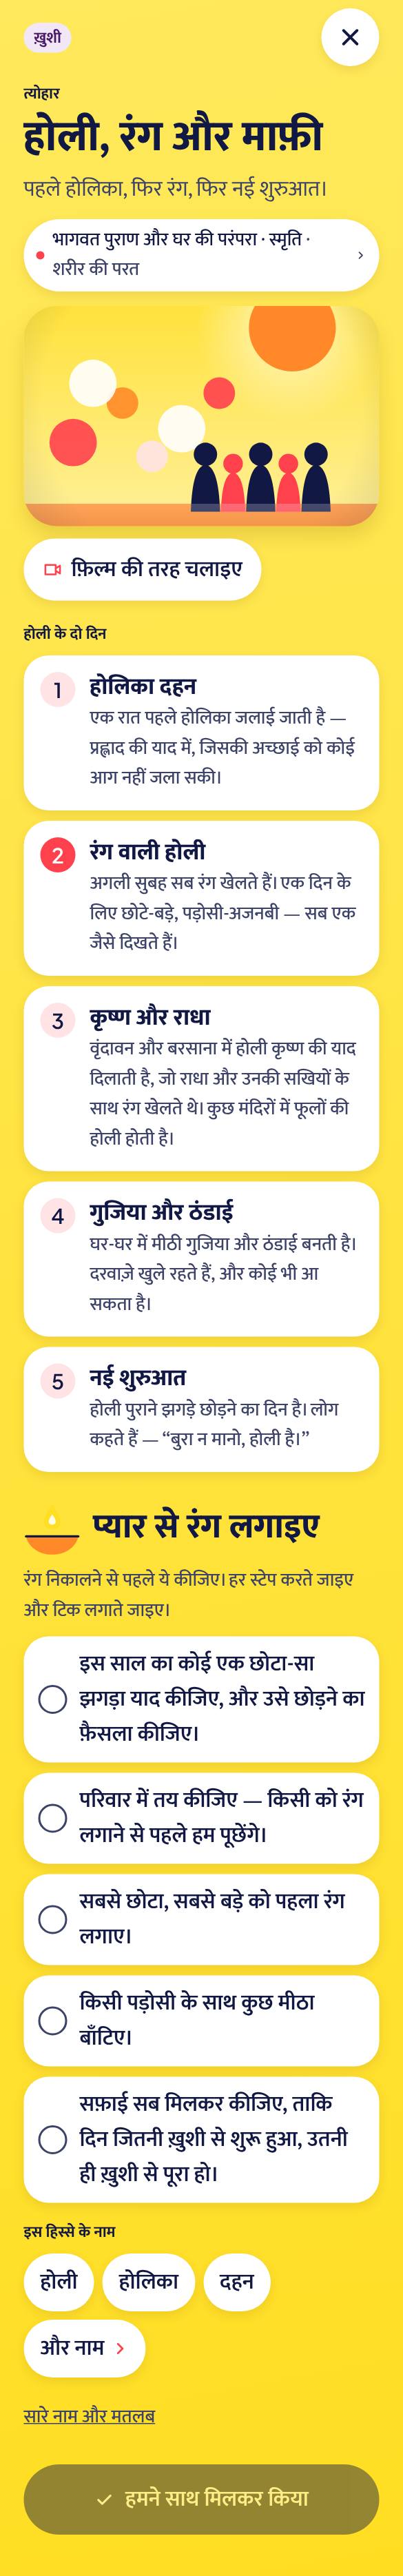 ख़ुशी
त्योहार
होली, रंग और माफ़ी
पहले होलिका, फिर रंग, फिर नई शुरुआत।
भागवत पुराण और घर की परंपरा · स्मृति ·
शरीर की परत
फ़िल्म की तरह चलाइए
होली के दो दिन
1 होलिका दहन
एक रात पहले होलिका जलाई जाती है —
प्रह्लाद की याद में, जिसकी अच्छाई को कोई
आग नहीं जला सकी।
2 रंग वाली होली
अगली सुबह सब रंग खेलते हैं। एक दिन के
लिए छोटे-बड़े, पड़ोसी-अजनबी — सब एक
जैसे दिखते हैं।
3 कृष्ण और राधा
वृंदावन और बरसाना में होली कृष्ण की याद
दिलाती है, जो राधा और उनकी सखियों के
साथ रंग खेलते थे। कुछ मंदिरों में फूलों की
होली होती है।
4 गुजिया और ठंडाई
घर-घर में मीठी गुजिया और ठंडाई बनती है।
दरवाज़े खुले रहते हैं, और कोई भी आ
सकता है।
5 नई शुरुआत
होली पुराने झगड़े छोड़ने का दिन है। लोग
कहते हैं — “बुरा न मानो, होली है।”
प्यार से रंग लगाइए
रंग निकालने से पहले ये कीजिए। हर स्टेप करते जाइए
और टिक लगाते जाइए।
इस साल का कोई एक छोटा-सा
झगड़ा याद कीजिए, और उसे छोड़ने का
फ़ैसला कीजिए।
परिवार में तय कीजिए — किसी को रंग
लगाने से पहले हम पूछेंगे।
सबसे छोटा, सबसे बड़े को पहला रंग
लगाए।
किसी पड़ोसी के साथ कुछ मीठा
बाँटिए।
सफ़ाई सब मिलकर कीजिए, ताकि
दिन जितनी ख़ुशी से शुरू हुआ, उतनी
ही ख़ुशी से पूरा हो।
इस हिस्से के नाम
होली होलिका दहन
और नाम
सारे नाम और मतलब
हमने साथ मिलकर किया